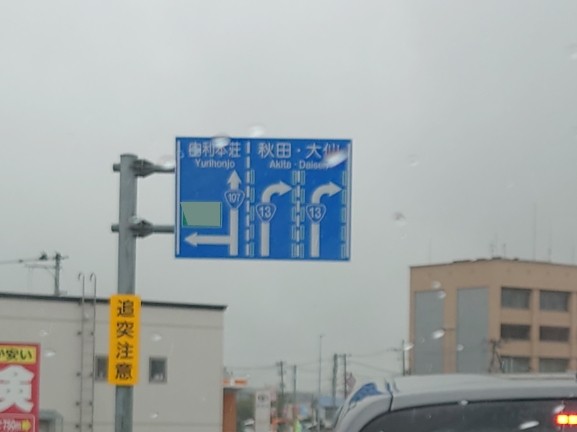 由利本荘
Yurihonjo
秋田・大仙
Akita・Daisen
107
13
13
追突注意
安い
検